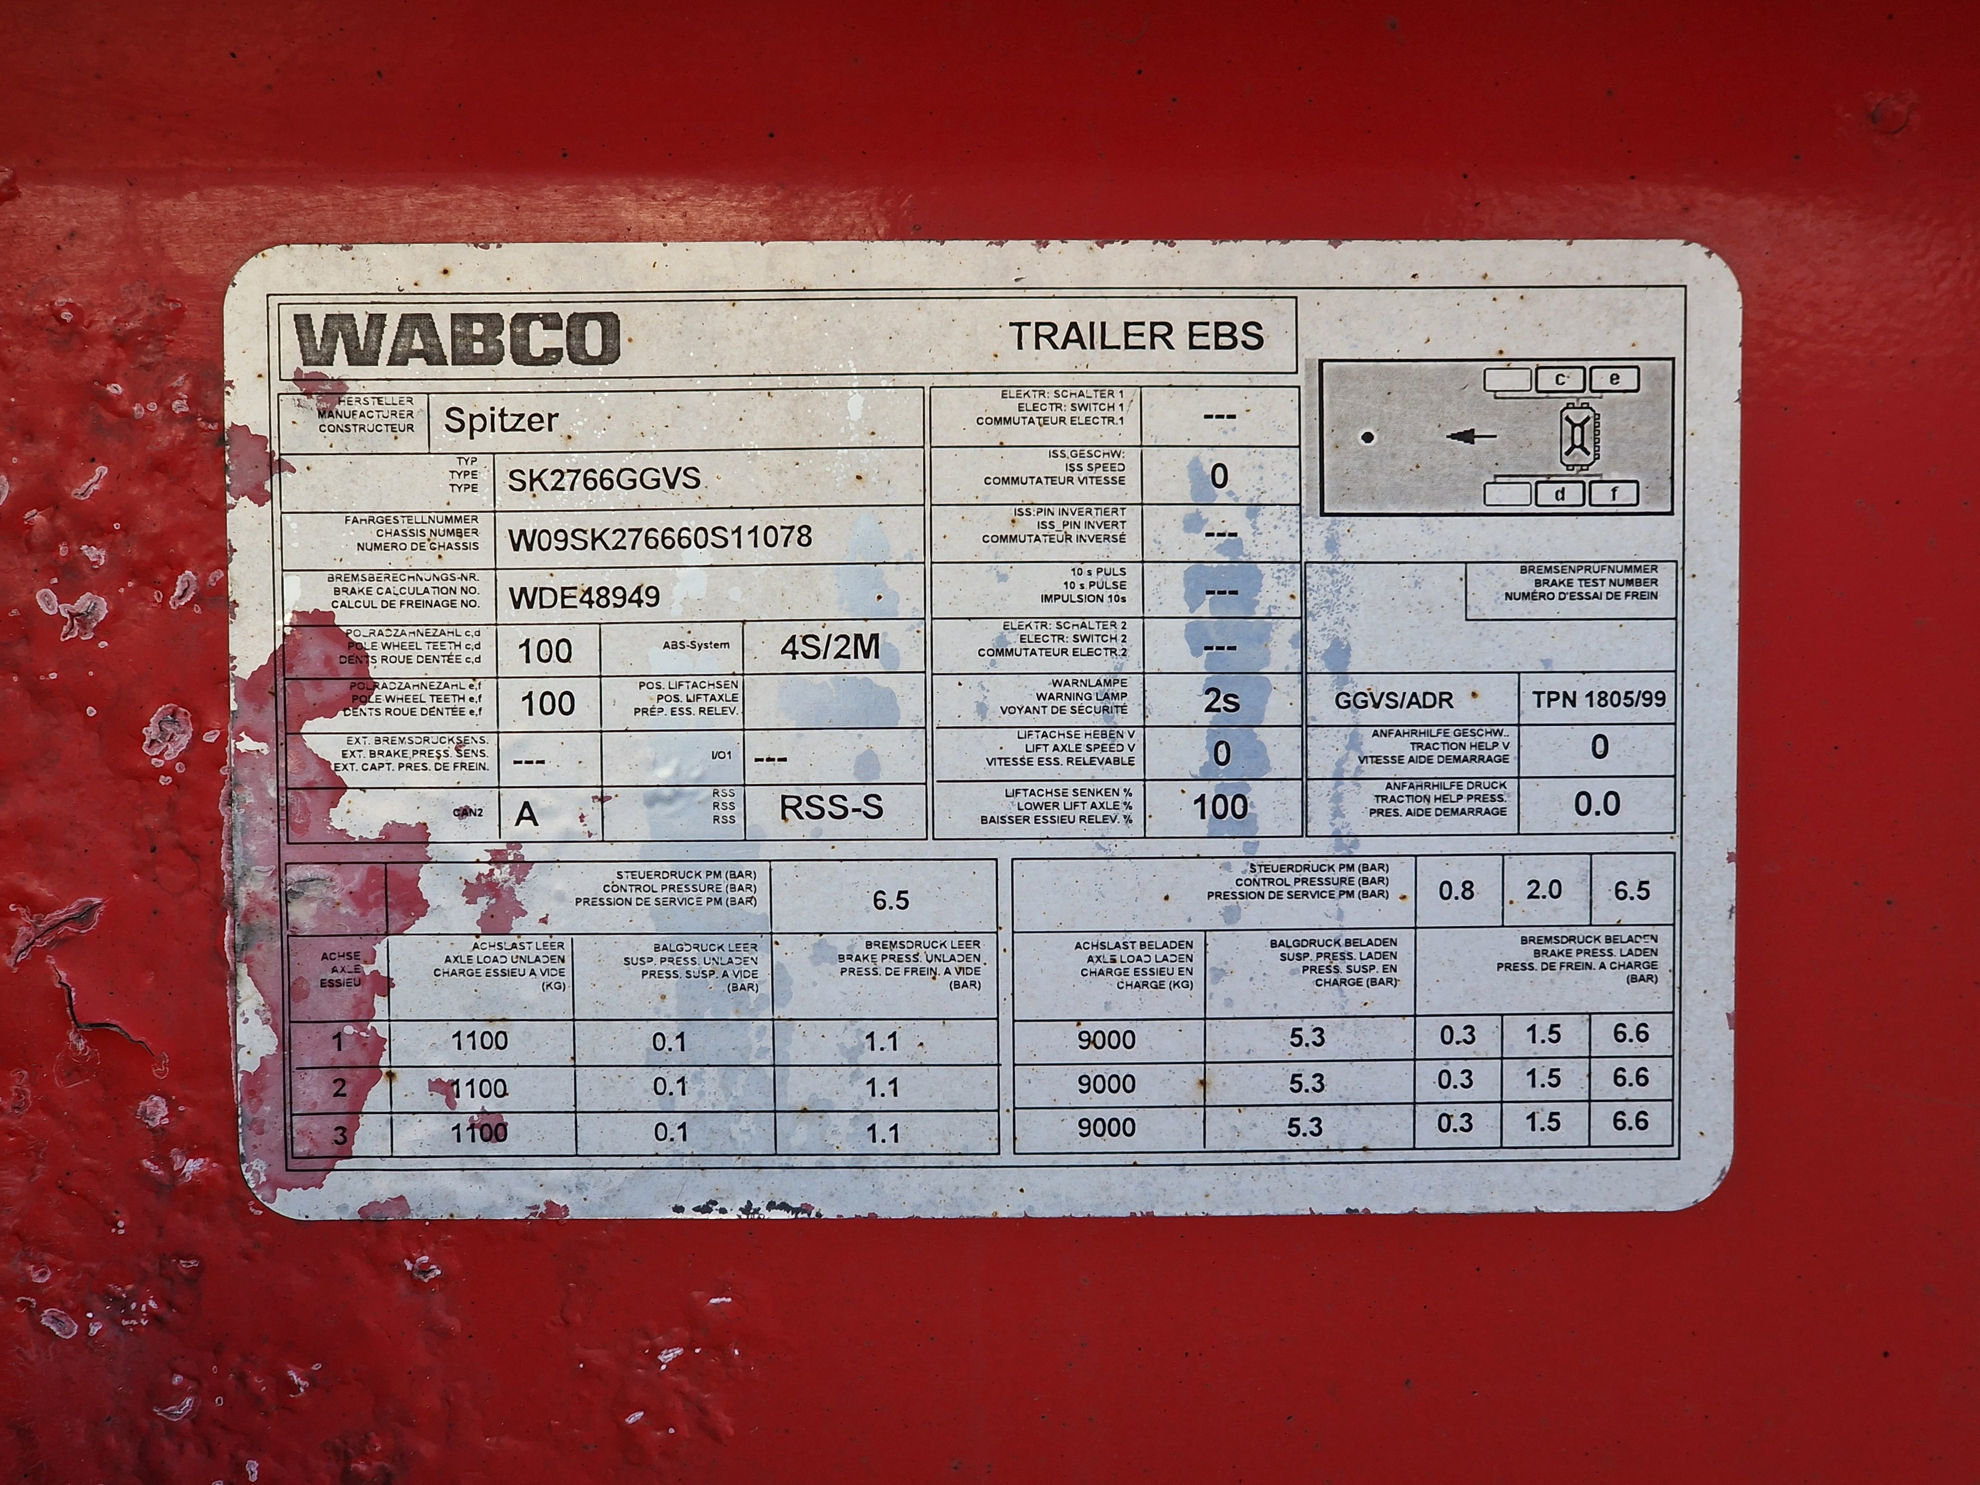 WABCO
TRAILER EBS
HERSTELLER
MANUFACTURER
CONSTRUCTEUR
Spitzer
TYP
TYPE
TYPE
SK2766GGVS
FAHRGESTELLNUMMER
CHASSIS NUMBER
NUMERO DE CHASSIS
W09SK276660S11078
BREMSBERECHNUNGS-NR.
BRAKE CALCULATION NO.
CALCUL DE FREINAGE NO.
WDE48949
POLRADZAHNEZAHL c,d
POLE WHEEL TEETH c,d
DENTS ROUE DENTÉE c,d
100
ABS-System
4S/2M
POLRADZAHNEZAHL e,f
POLE WHEEL TEETH e,f
DENTS ROUE DENTÉE e,f
100
POS. LIFTACHSEN
POS. LIFTAXLE
PRÉP. ESS. RELEV.
EXT. BREMSDRUCKSENS.
EXT. BRAKE PRESS. SENS.
EXT. CAPT. PRES. DE FREIN.
---
I/O1
---
CAN2
A
RSS
RSS
RSS
RSS-S
ELEKTR: SCHALTER 1
ELECTR: SWITCH 1
COMMUTATEUR ELECTR.1
---
ISS GESCHW:
ISS SPEED
COMMUTATEUR VITESSE
0
ISS:PIN INVERTIERT
ISS_PIN INVERT
COMMUTATEUR INVERSÉ
---
10 s PULS
10 s PULSE
IMPULSION 10s
---
ELEKTR: SCHALTER 2
ELECTR: SWITCH 2
COMMUTATEUR ELECTR.2
---
WARNLAMPE
WARNING LAMP
VOYANT DE SÉCURITÉ
2s
LIFTACHSE HEBEN V
LIFT AXLE SPEED V
VITESSE ESS. RELEVABLE
0
LIFTACHSE SENKEN %
LOWER LIFT AXLE %
BAISSER ESSIEU RELEV. %
100
c e
d f
BREMSENPRÜFNUMMER
BRAKE TEST NUMBER
NUMÉRO D'ESSAI DE FREIN
GGVS/ADR
TPN 1805/99
ANFAHRHILFE GESCHW..
TRACTION HELP V
VITESSE AIDE DEMARRAGE
0
ANFAHRHILFE DRUCK
TRACTION HELP PRESS.
PRES. AIDE DEMARRAGE
0.0
STEUERDRUCK PM (BAR)
CONTROL PRESSURE (BAR)
PRESSION DE SERVICE PM (BAR)
6.5
ACHSE
AXLE
ESSIEU
ACHSLAST LEER
AXLE LOAD UNLADEN
CHARGE ESSIEU A VIDE
(KG)
BALGDRUCK LEER
SUSP. PRESS. UNLADEN
PRESS. SUSP. A VIDE
(BAR)
BREMSDRUCK LEER
BRAKE PRESS. UNLADEN
PRESS. DE FREIN. A VIDE
(BAR)
1 1100 0.1 1.1
2 1100 0.1 1.1
3 1100 0.1 1.1
STEUERDRUCK PM (BAR)
CONTROL PRESSURE (BAR)
PRESSION DE SERVICE PM (BAR)
0.8 2.0 6.5
ACHSLAST BELADEN
AXLE LOAD LADEN
CHARGE ESSIEU EN
CHARGE (KG)
BALGDRUCK BELADEN
SUSP. PRESS. LADEN
PRESS. SUSP. EN
CHARGE (BAR)
BREMSDRUCK BELADEN
BRAKE PRESS. LADEN
PRESS. DE FREIN. A CHARGE
(BAR)
9000 5.3 0.3 1.5 6.6
9000 5.3 0.3 1.5 6.6
9000 5.3 0.3 1.5 6.6